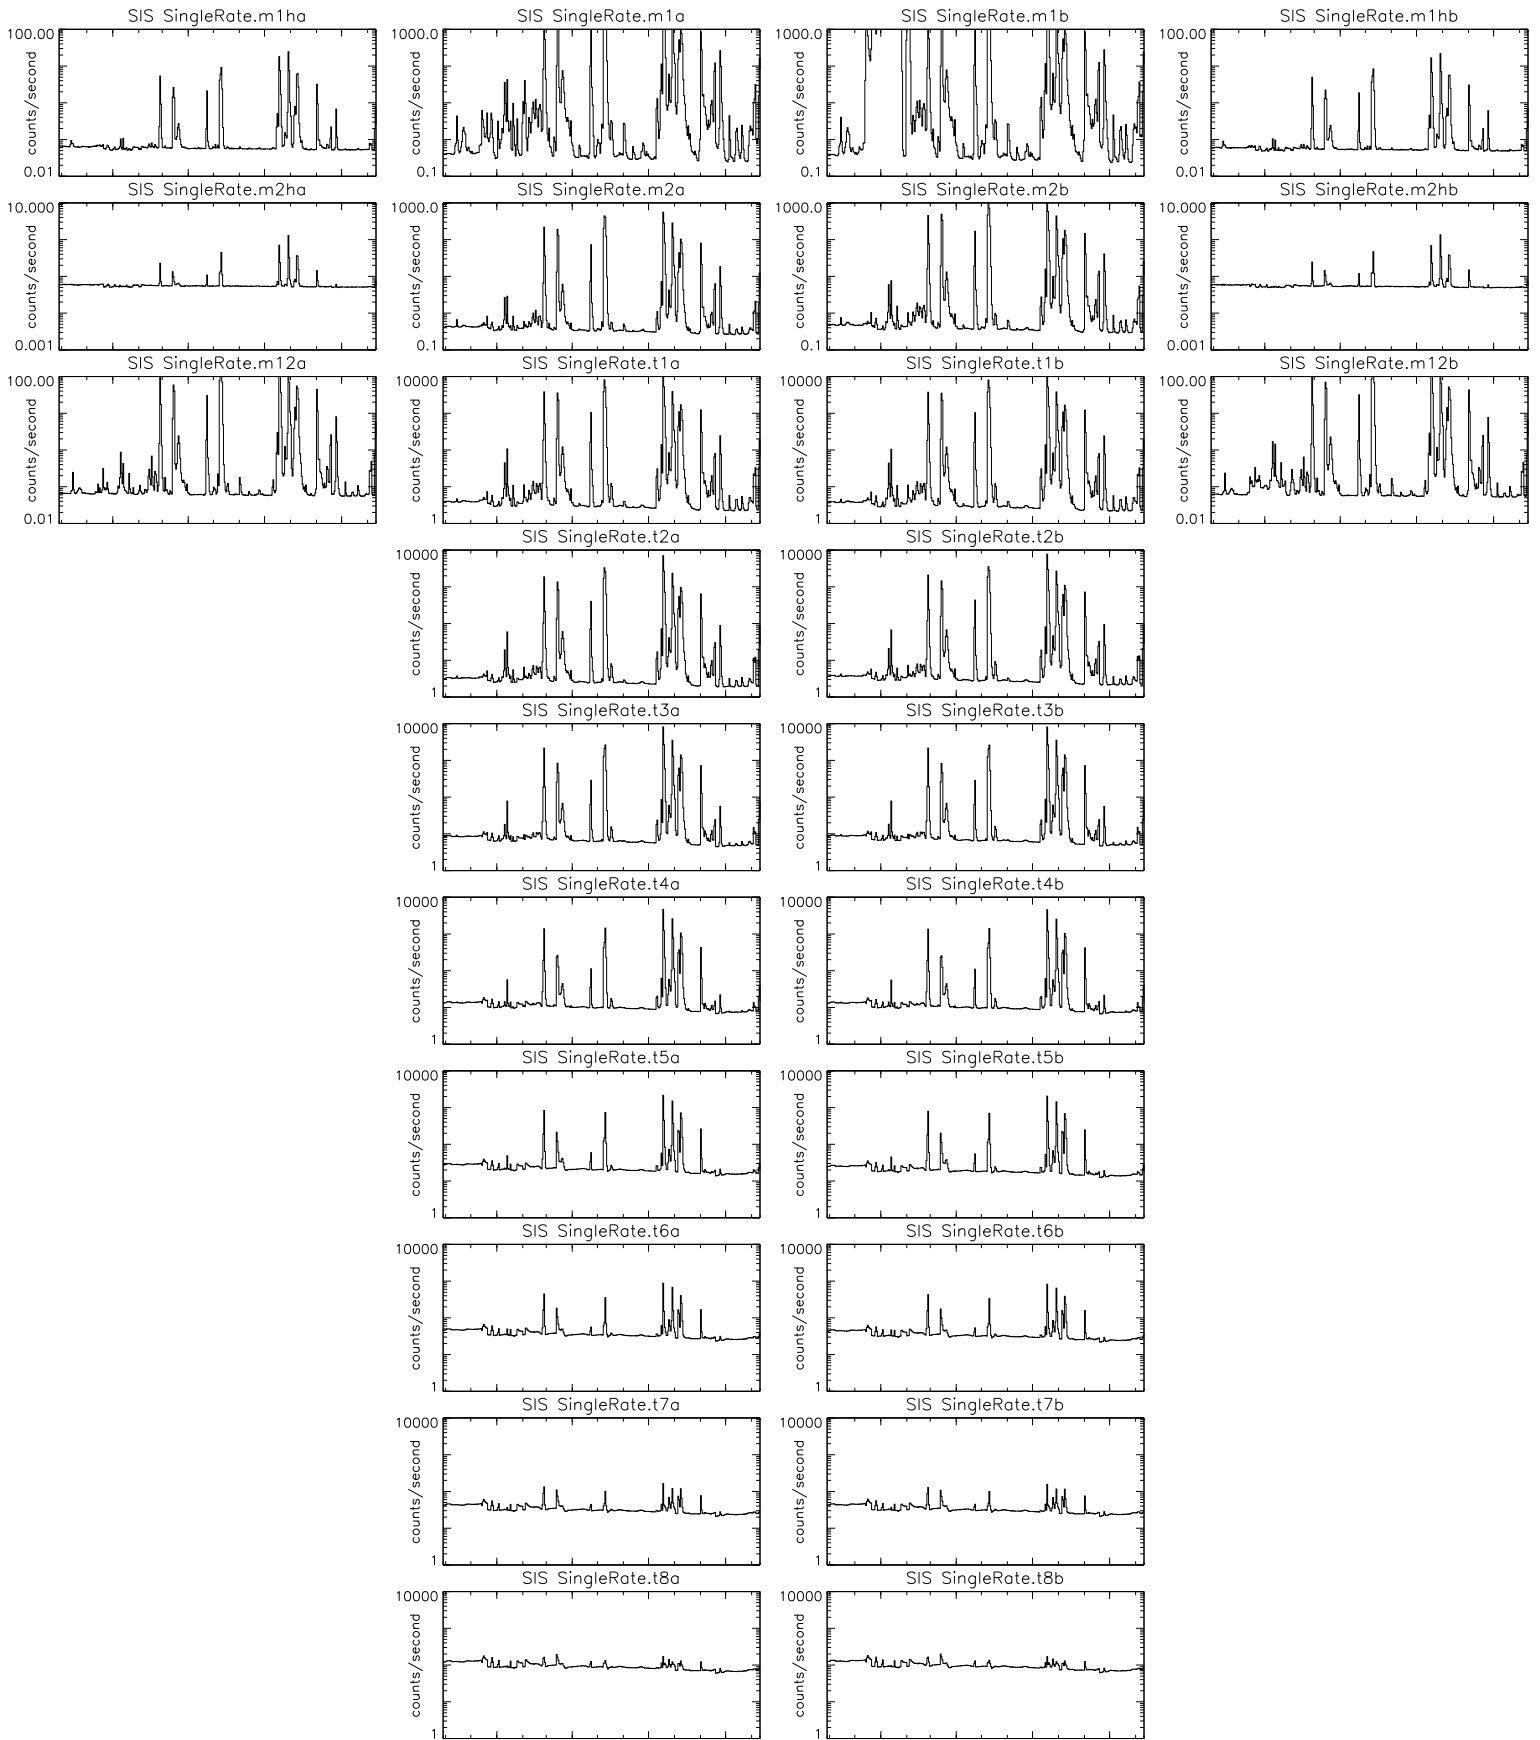 SIS SingleRate.m1ha
100.00
counts/second
0.01
SIS SingleRate.m1a
1000.0
counts/second
0.1
SIS SingleRate.m1b
1000.0
counts/second
0.1
SIS SingleRate.m1hb
100.00
counts/second
0.01
SIS SingleRate.m2ha
10.000
counts/second
0.001
SIS SingleRate.m2a
1000.0
counts/second
0.1
SIS SingleRate.m2b
1000.0
counts/second
0.1
SIS SingleRate.m2hb
10.000
counts/second
0.001
SIS SingleRate.m12a
100.00
counts/second
0.01
SIS SingleRate.t1a
10000
counts/second
1
SIS SingleRate.t1b
10000
counts/second
1
SIS SingleRate.m12b
100.00
counts/second
0.01
SIS SingleRate.t2a
10000
counts/second
1
SIS SingleRate.t2b
10000
counts/second
1
SIS SingleRate.t3a
10000
counts/second
1
SIS SingleRate.t3b
10000
counts/second
1
SIS SingleRate.t4a
10000
counts/second
1
SIS SingleRate.t4b
10000
counts/second
1
SIS SingleRate.t5a
10000
counts/second
1
SIS SingleRate.t5b
10000
counts/second
1
SIS SingleRate.t6a
10000
counts/second
1
SIS SingleRate.t6b
10000
counts/second
1
SIS SingleRate.t7a
10000
counts/second
1
SIS SingleRate.t7b
10000
counts/second
1
SIS SingleRate.t8a
10000
counts/second
1
SIS SingleRate.t8b
10000
counts/second
1